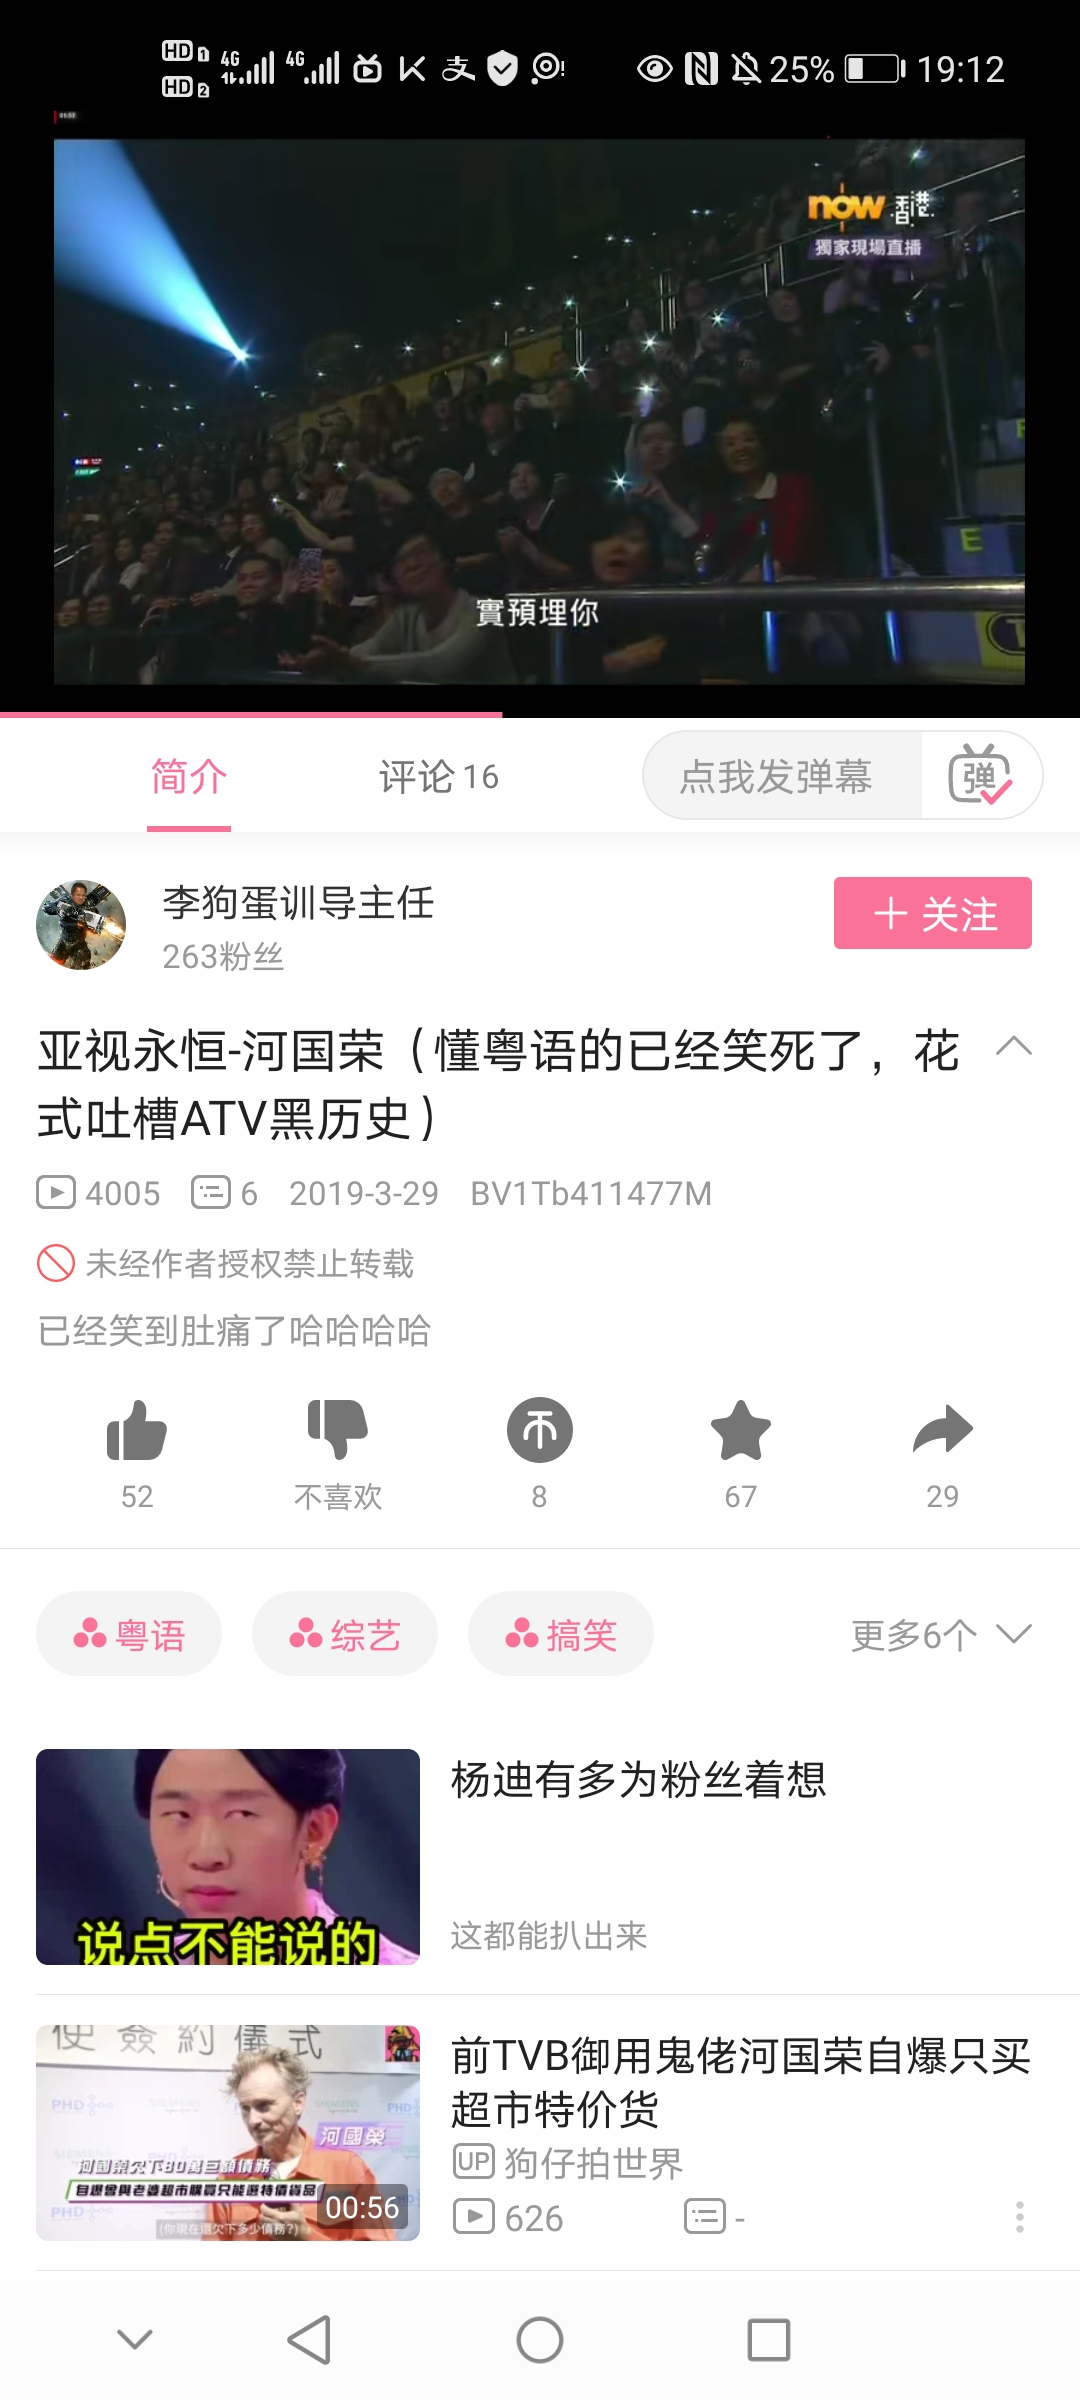 HD 1 4G 4G 25% 19:12
HD 2
01:53
now 香港.
獨家現場直播
E
實預埋你
简介 评论 16 点我发弹幕 弹
李狗蛋训导主任
263粉丝
关注
亚视永恒-河国荣（懂粤语的已经笑死了，花
式吐槽ATV黑历史）
4005 6 2019-3-29 BV1Tb411477M
未经作者授权禁止转载
已经笑到肚痛了哈哈哈哈
52 不喜欢 8 67 29
粤语 综艺 搞笑 更多6个
杨迪有多为粉丝着想
说点不能说的
这都能扒出来
使簽約儀式
前TVB御用鬼佬河国荣自爆只买
超市特价货
PHD
SIEMENS
河國榮
河國榮欠下80萬巨額債務
自爆曾與老婆超市購買只能選特價貨品
(你現在還欠下多少債務?)
00:56
UP 狗仔拍世界
626 -